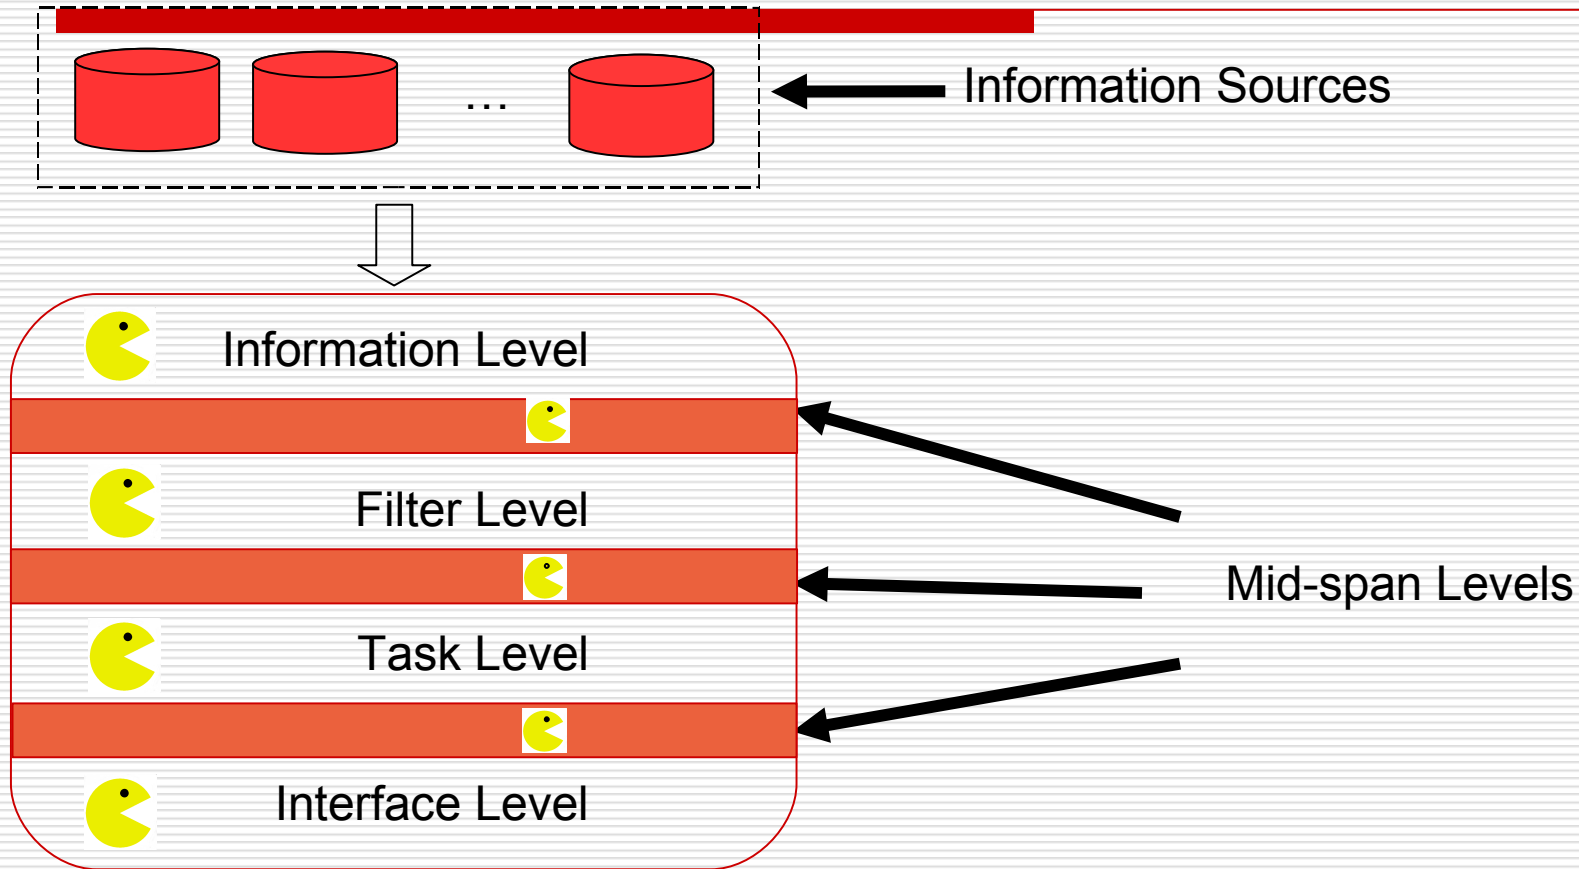 … Information Sources
Information Level
Filter Level
Mid-span Levels
Task Level
Interface Level